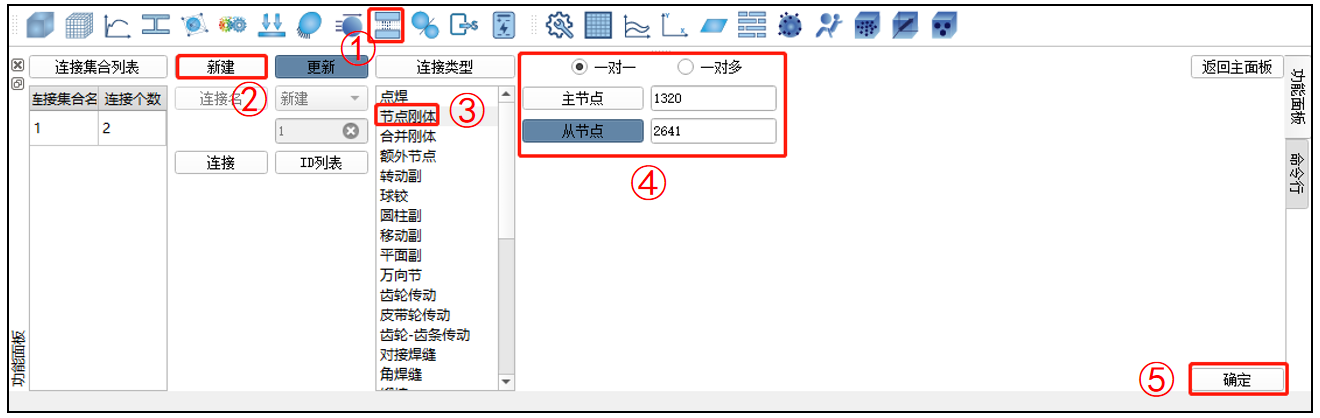 ①
连接集合列表 新建 更新 连接类型 一对一 一对多 返回主面板
连接集合名 连接个数 连接名 ② 新建 点焊 主节点 1320
1 2 1 节点刚体 ③ 从节点 2641
合并刚体
连接 ID列表 额外节点
转动副 ④
球铰
圆柱副
移动副
平面副
万向节
齿轮传动
皮带轮传动
齿轮-齿条传动
对接焊缝
角焊缝 ⑤ 确定
功能面板
功能面板
命令行